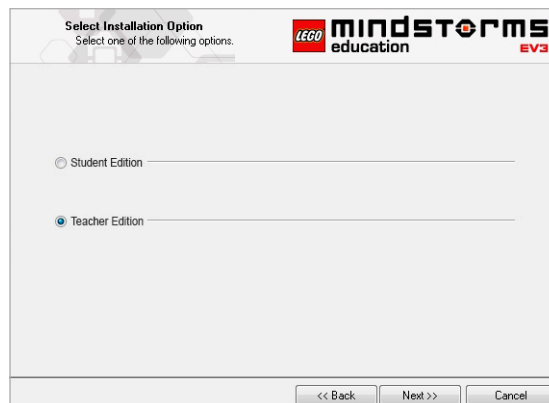 Select Installation Option
Select one of the following options.
LEGO mindstorms
education
EV3
Student Edition
Teacher Edition
<< Back
Next >>
Cancel